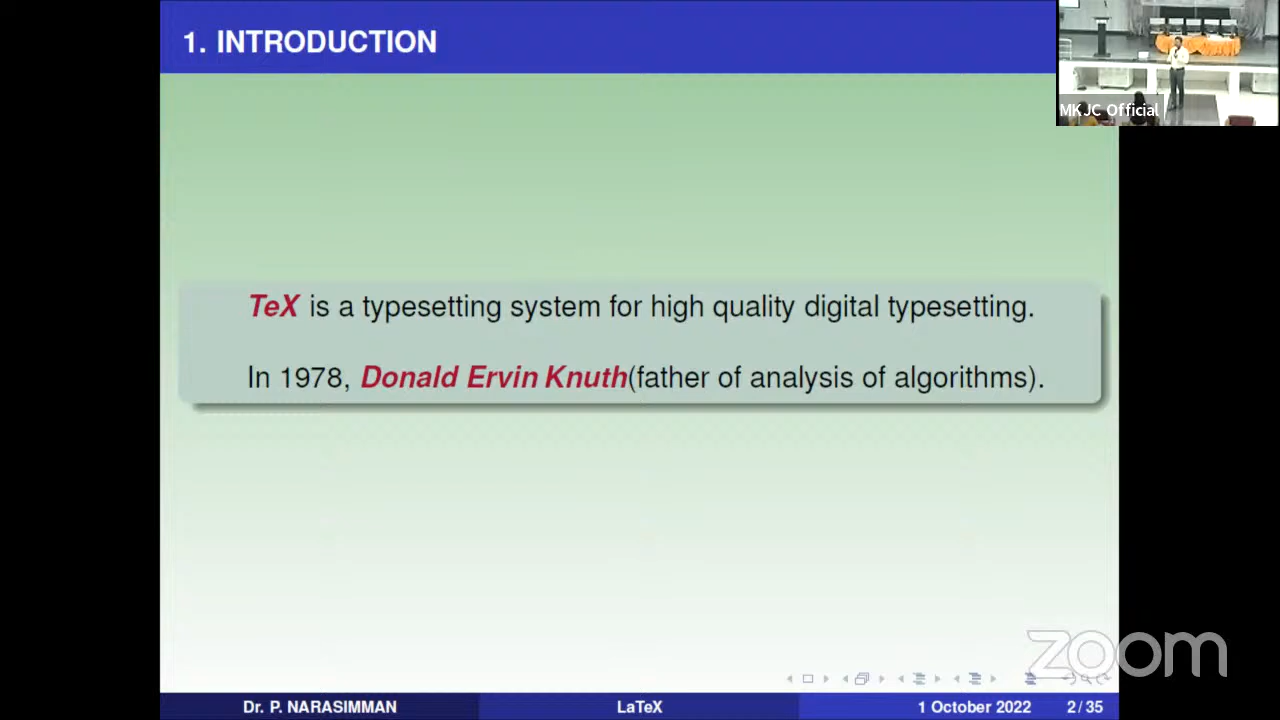 1. INTRODUCTION
MKJC Official
TeX is a typesetting system for high quality digital typesetting.
In 1978, Donald Ervin Knuth(father of analysis of algorithms).
zoom
Dr. P. NARASIMMAN LaTeX 1 October 2022 2 / 35